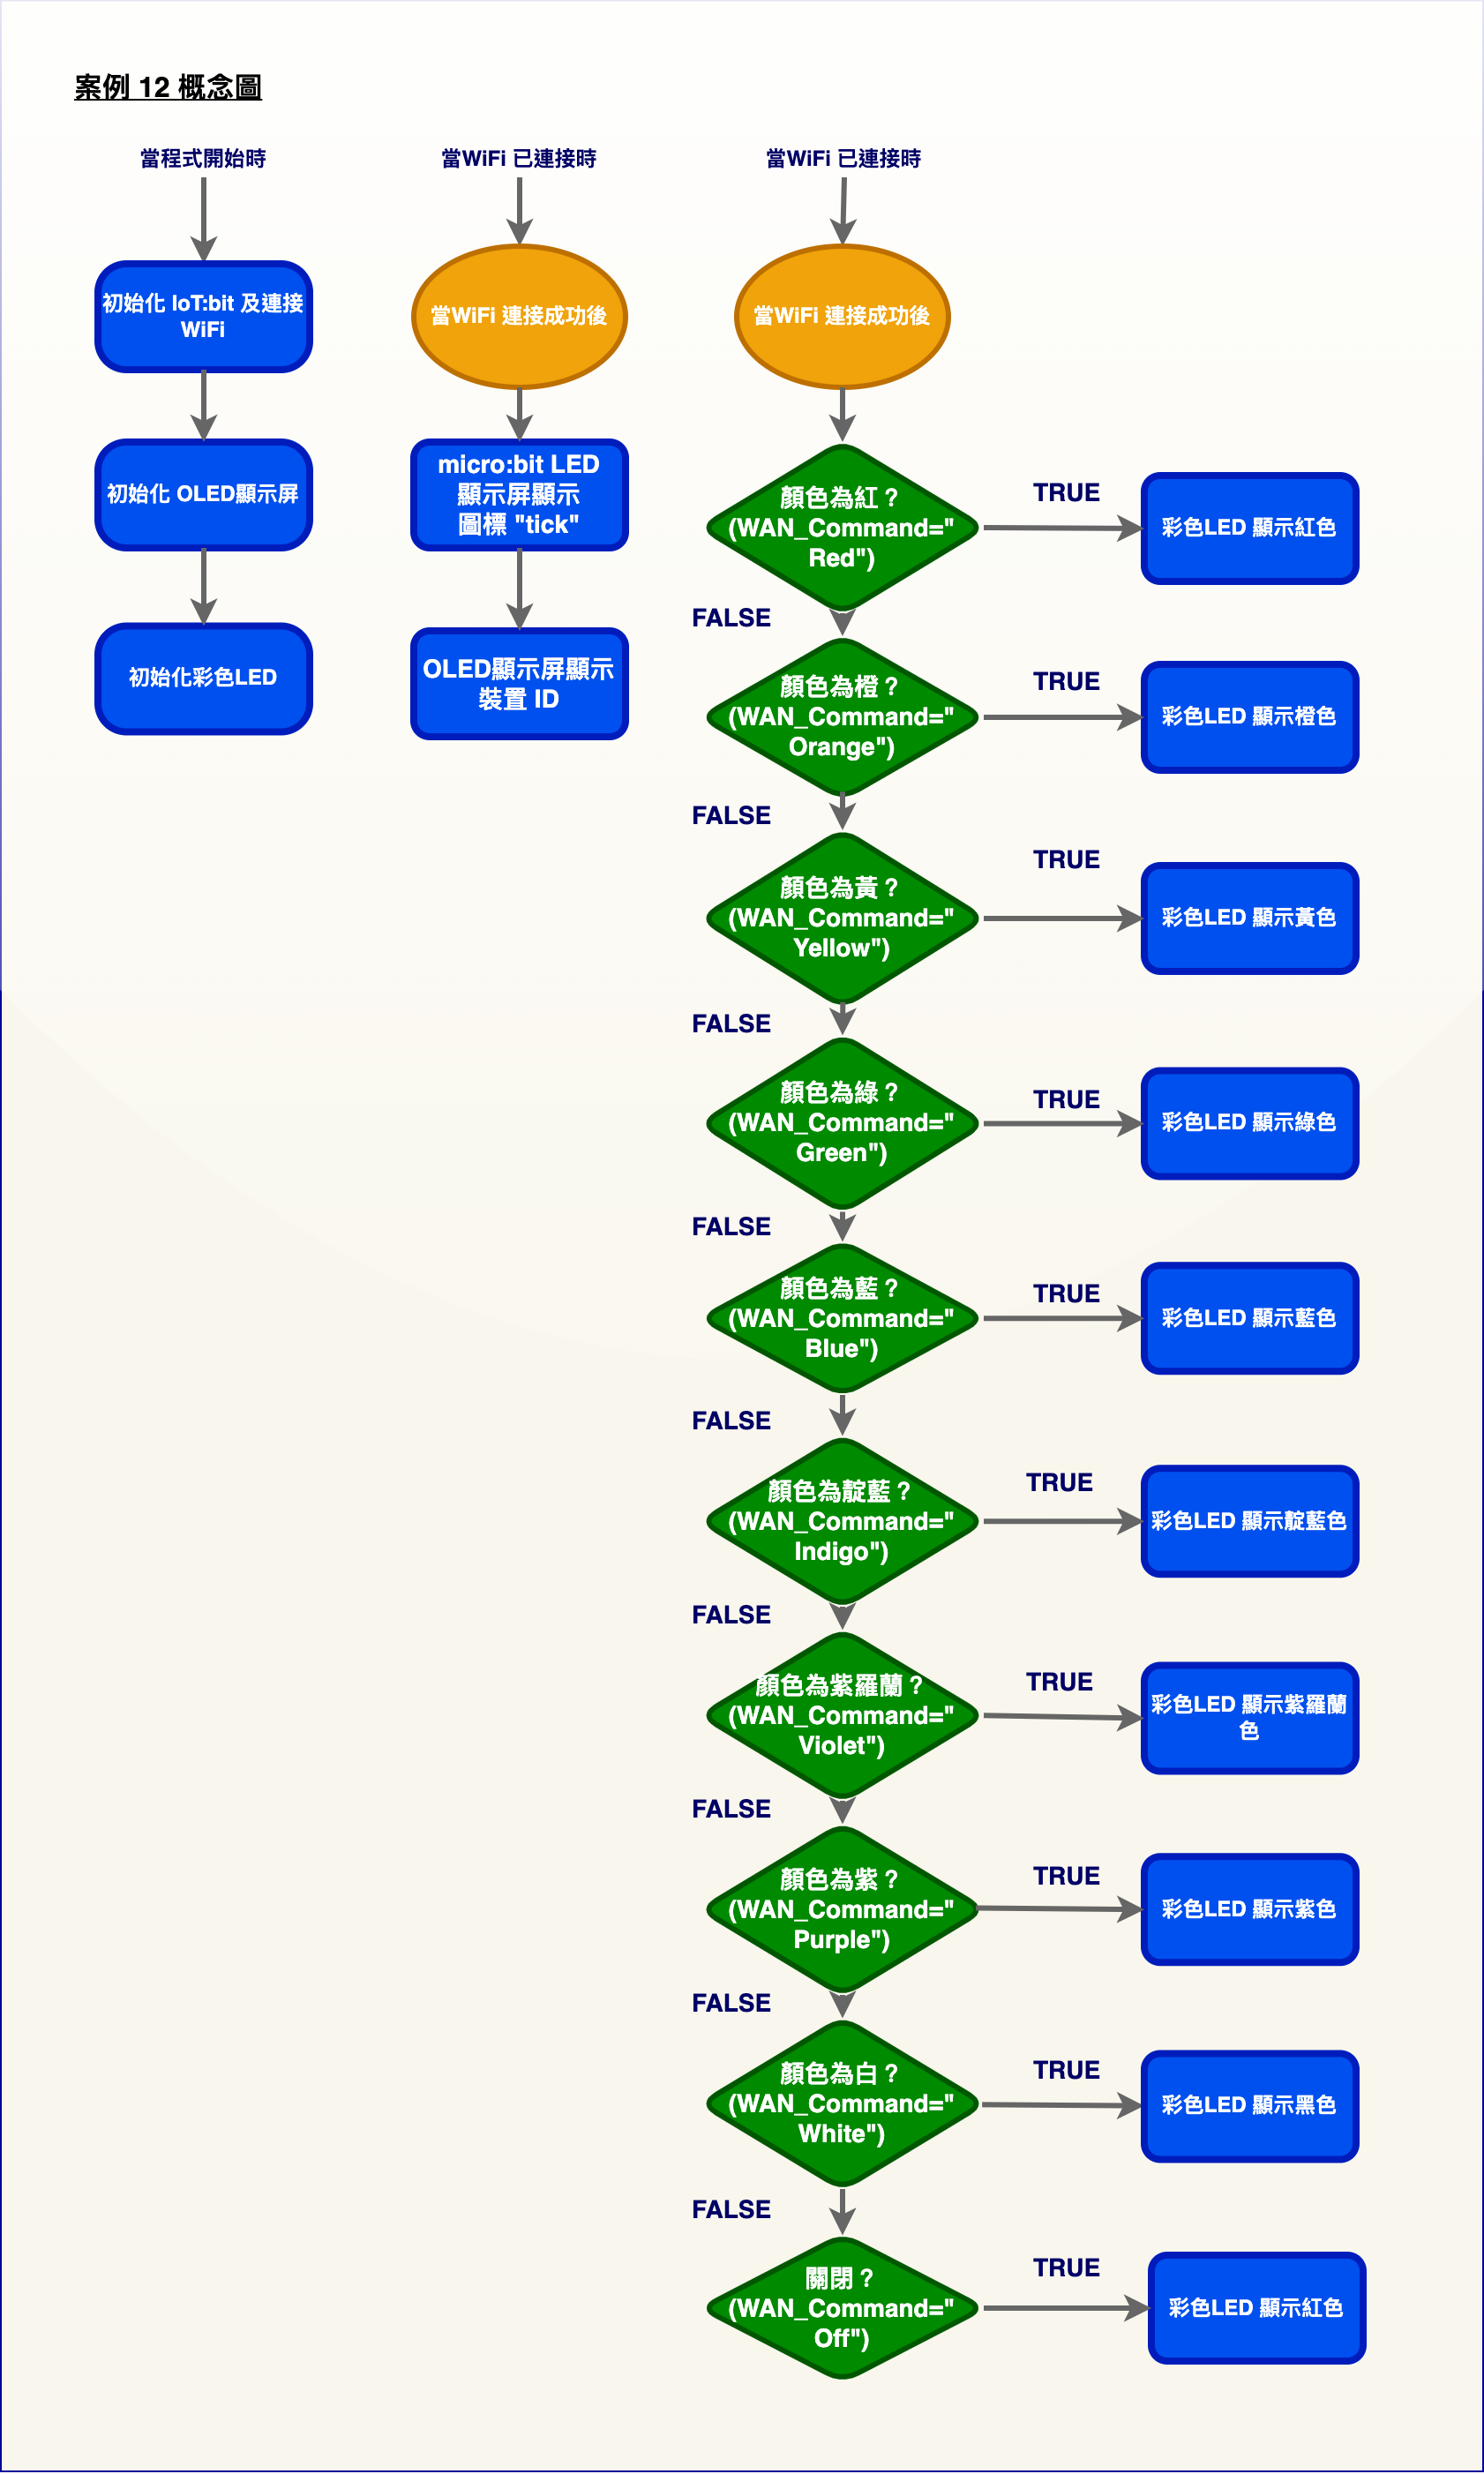 案例 12 概念圖
當程式開始時
初始化 IoT:bit 及連接
WiFi
初始化 OLED顯示屏
初始化彩色LED
當WiFi 已連接時
當WiFi 連接成功後
micro:bit LED
顯示屏顯示
圖標 "tick"
OLED顯示屏顯示
裝置 ID
當WiFi 已連接時
當WiFi 連接成功後
顏色為紅？
(WAN_Command="
Red")
TRUE
彩色LED 顯示紅色
FALSE
顏色為橙？
(WAN_Command="
Orange")
TRUE
彩色LED 顯示橙色
FALSE
顏色為黃？
(WAN_Command="
Yellow")
TRUE
彩色LED 顯示黃色
FALSE
顏色為綠？
(WAN_Command="
Green")
TRUE
彩色LED 顯示綠色
FALSE
顏色為藍？
(WAN_Command="
Blue")
TRUE
彩色LED 顯示藍色
FALSE
顏色為靛藍？
(WAN_Command="
Indigo")
TRUE
彩色LED 顯示靛藍色
FALSE
顏色為紫羅蘭？
(WAN_Command="
Violet")
TRUE
彩色LED 顯示紫羅蘭
色
FALSE
顏色為紫？
(WAN_Command="
Purple")
TRUE
彩色LED 顯示紫色
FALSE
顏色為白？
(WAN_Command="
White")
TRUE
彩色LED 顯示黑色
FALSE
關閉？
(WAN_Command="
Off")
TRUE
彩色LED 顯示紅色